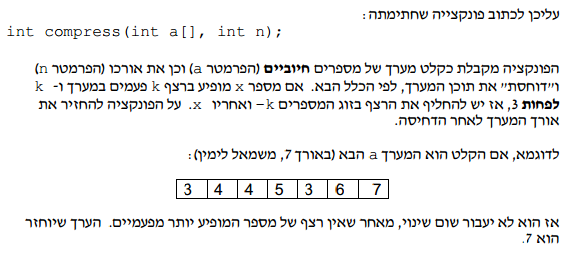 עליכן לכתוב פונקצייה שחתימתה:
int compress(int a[], int n);
הפונקציה מקבלת כקלט מערך של מספרים חיוביים (הפרמטר a) וכן את אורכו (הפרמטר n)
ו"דוחסת" את תוכן המערך, לפי הכלל הבא. אם מספר x מופיע ברצף k פעמים במערך ו- k
לפחות 3, אז יש להחליף את הרצף בזוג המספרים k– ואחריו x. על הפונקציה להחזיר את
אורך המערך לאחר הדחיסה.
לדוגמא, אם הקלט הוא המערך a הבא (באורך 7, משמאל לימין):
3 4 4 5 3 6 7
אז הוא לא יעבור שום שינוי, מאחר שאין רצף של מספר המופיע יותר מפעמיים. הערך שיוחזר
הוא 7.